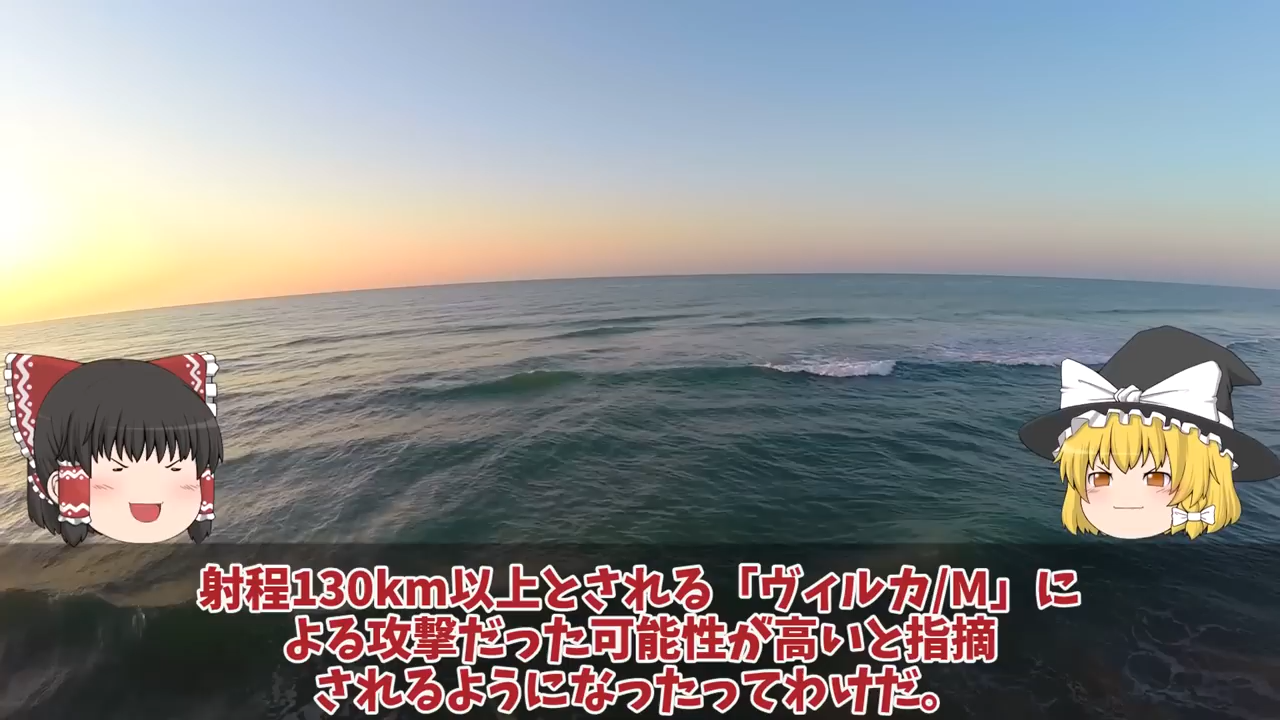 射程130km以上とされる「ヴィルカ/M」に
よる攻撃だった可能性が高いと指摘
されるようになったってわけだ。